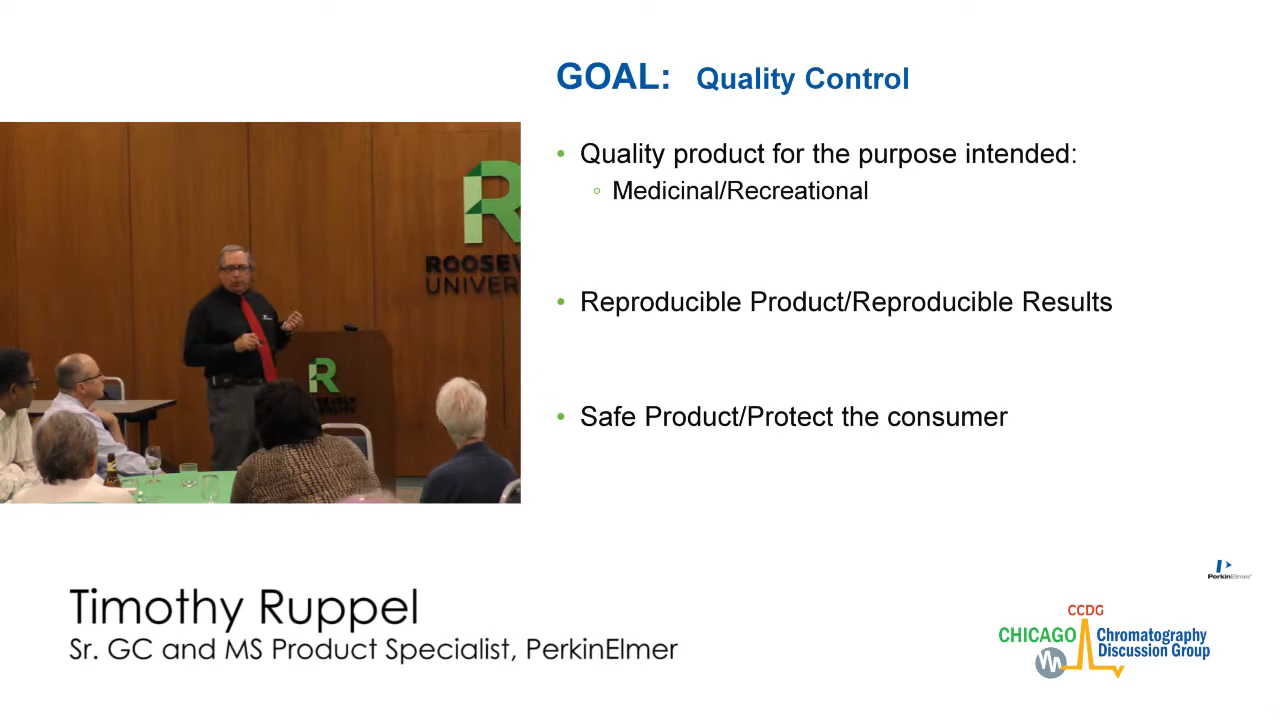 GOAL: Quality Control
• Quality product for the purpose intended:
◦ Medicinal/Recreational
• Reproducible Product/Reproducible Results
• Safe Product/Protect the consumer
R
ROOSEV
UNIVER
R
Timothy Ruppel
Sr. GC and MS Product Specialist, PerkinElmer
PerkinElmer
CCDG
CHICAGO Chromatography
Discussion Group